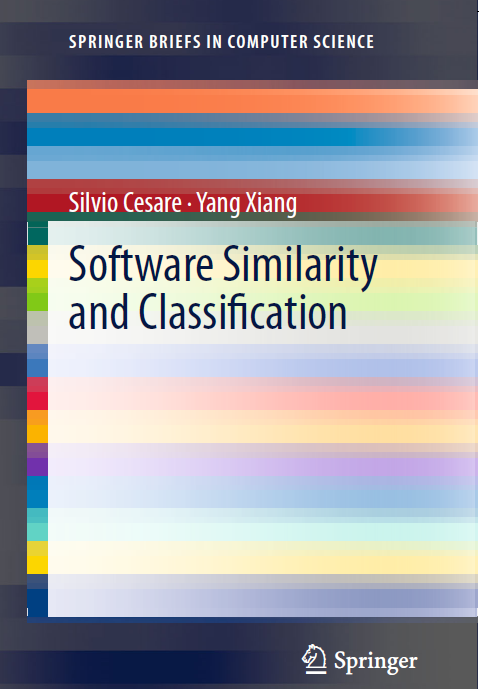 SPRINGER BRIEFS IN COMPUTER SCIENCE
Silvio Cesare · Yang Xiang
Software Similarity
and Classification
Springer